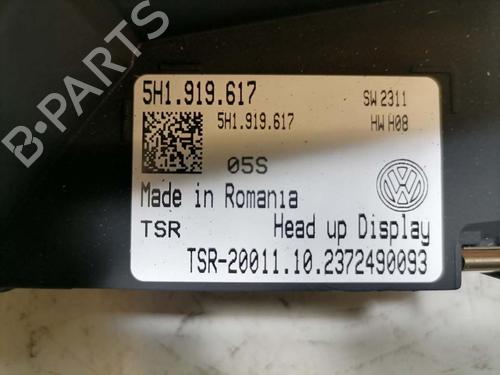 5H1.919.617
SW 2311
5H1.919.617
HW H08
05S
Made in Romania
TSR
Head up Display
TSR-20011.10.2372490093
B-PARTS